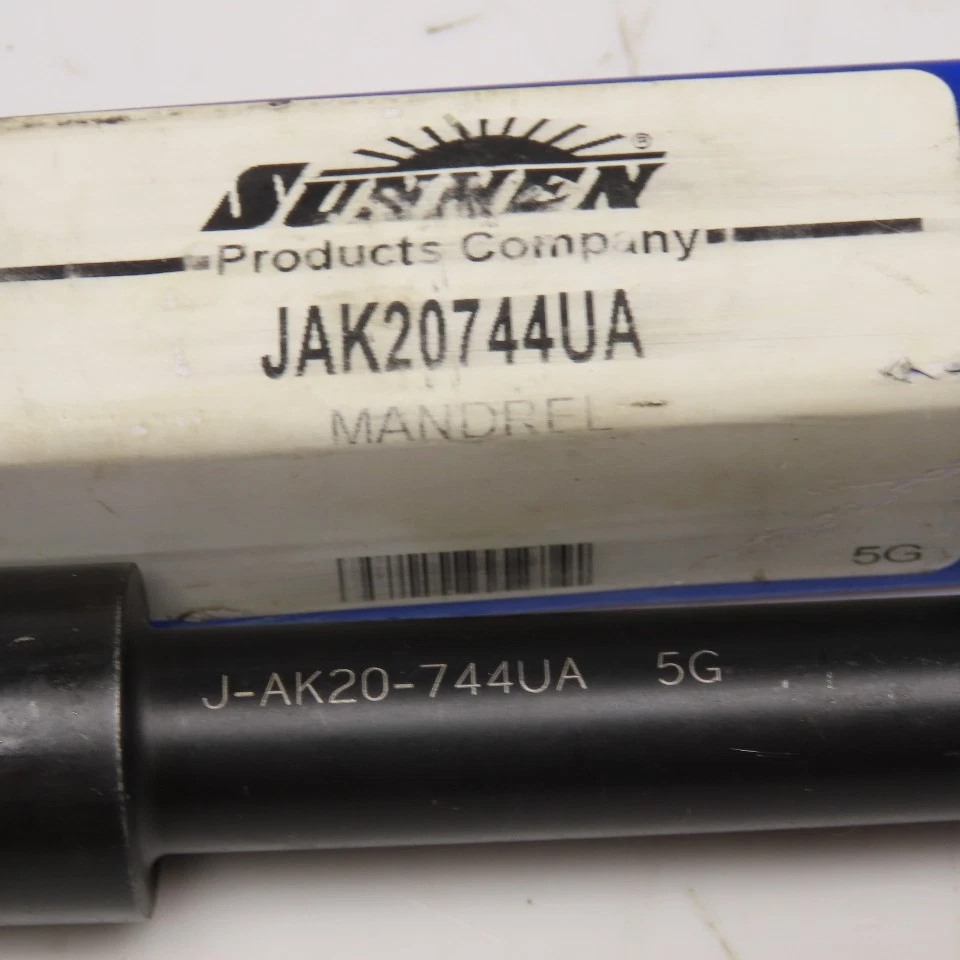 SUNNEN®
Products Company
JAK20744UA
MANDREL
5G
J-AK20-744UA 5G